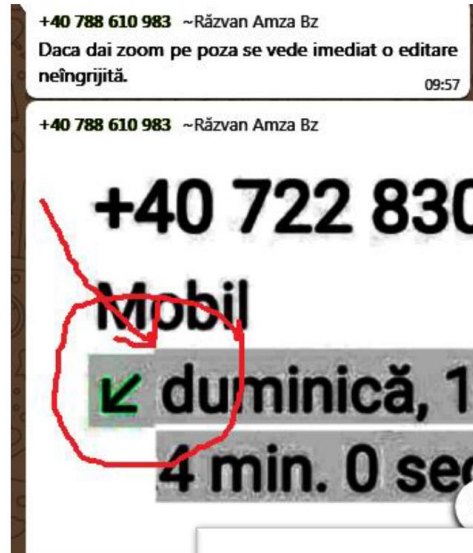 +40 788 610 983 ~Răzvan Amza Bz
Daca dai zoom pe poza se vede imediat o editare
neîngrijită.
09:57
+40 788 610 983 ~Răzvan Amza Bz
+40 722 830
Mobil
duminică, 1
4 min. 0 sec